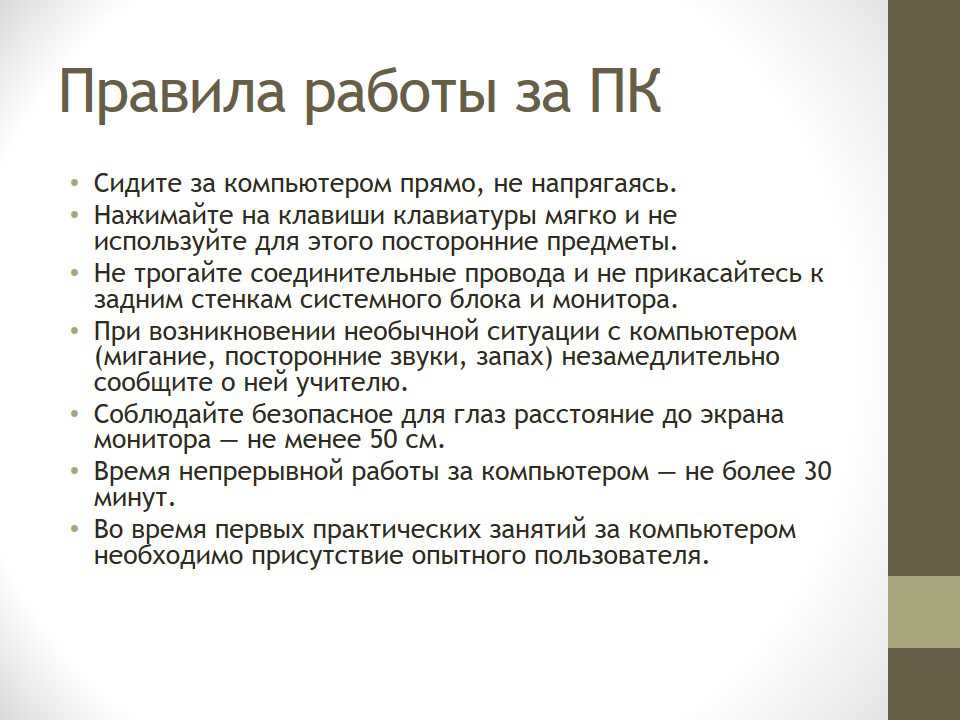 Правила работы за ПК
• Сидите за компьютером прямо, не напрягаясь.
• Нажимайте на клавиши клавиатуры мягко и не
используйте для этого посторонние предметы.
• Не трогайте соединительные провода и не прикасайтесь к
задним стенкам системного блока и монитора.
• При возникновении необычной ситуации с компьютером
(мигание, посторонние звуки, запах) незамедлительно
сообщите о ней учителю.
• Соблюдайте безопасное для глаз расстояние до экрана
монитора — не менее 50 см.
• Время непрерывной работы за компьютером — не более 30
минут.
• Во время первых практических занятий за компьютером
необходимо присутствие опытного пользователя.